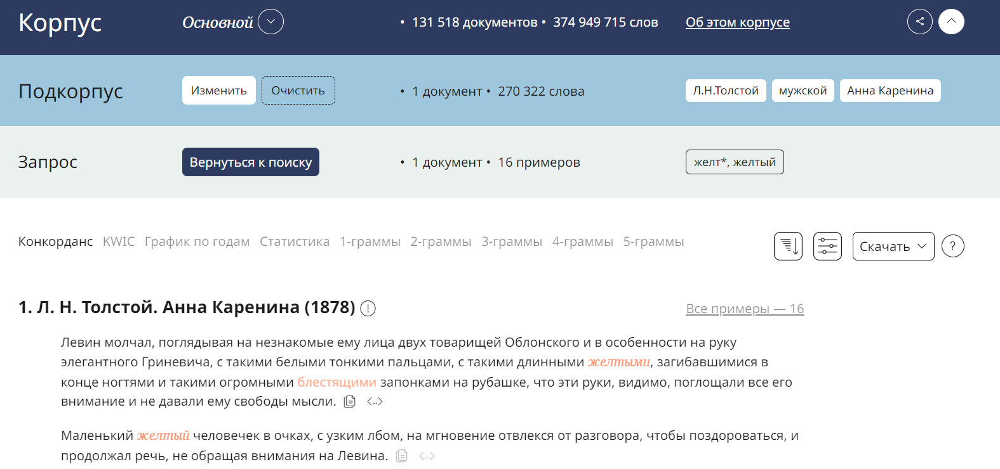 Корпус Основной • 131 518 документов • 374 949 715 слов Об этом корпусе
Подкорпус Изменить Очистить • 1 документ • 270 322 слова Л.Н.Толстой мужской Анна Каренина
Запрос Вернуться к поиску • 1 документ • 16 примеров желт*, желтый
Конкорданс KWIC График по годам Статистика 1-граммы 2-граммы 3-граммы 4-граммы 5-граммы Скачать ?
1. Л. Н. Толстой. Анна Каренина (1878) ! Все примеры — 16
Левин молчал, поглядывая на незнакомые ему лица двух товарищей Облонского и в особенности на руку
элегантного Гриневича, с такими белыми тонкими пальцами, с такими длинными желтыми, загибавшимися в
конце ногтями и такими огромными блестящими запонками на рубашке, что эти руки, видимо, поглощали все его
внимание и не давали ему свободы мысли. <...>
Маленький желтый человечек в очках, с узким лбом, на мгновение отвлекся от разговора, чтобы поздороваться, и
продолжал речь, не обращая внимания на Левина. <...>